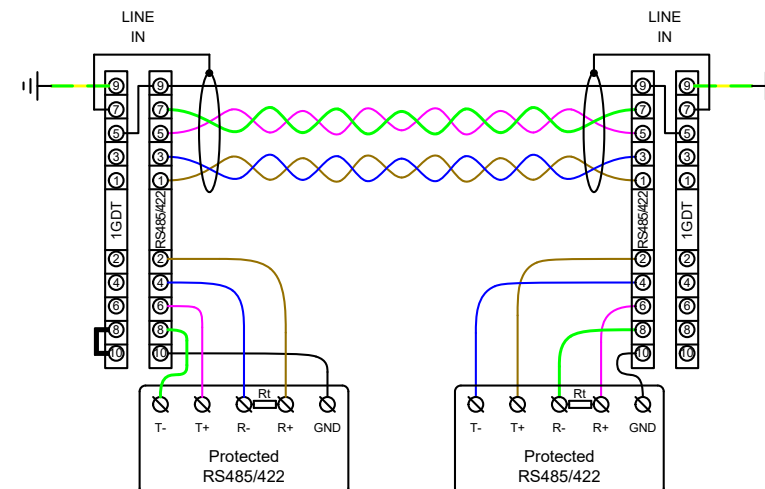 LINE
IN
LINE
IN
9
7
5
3
1
1GDT
2
4
6
8
10
9
7
5
3
1
RS485/422
2
4
6
8
10
9
7
5
3
1
RS485/422
2
4
6
8
10
9
7
5
3
1
1GDT
2
4
6
8
10
Rt
T- T+ R- R+ GND
Protected
RS485/422
Rt
T- T+ R- R+ GND
Protected
RS485/422